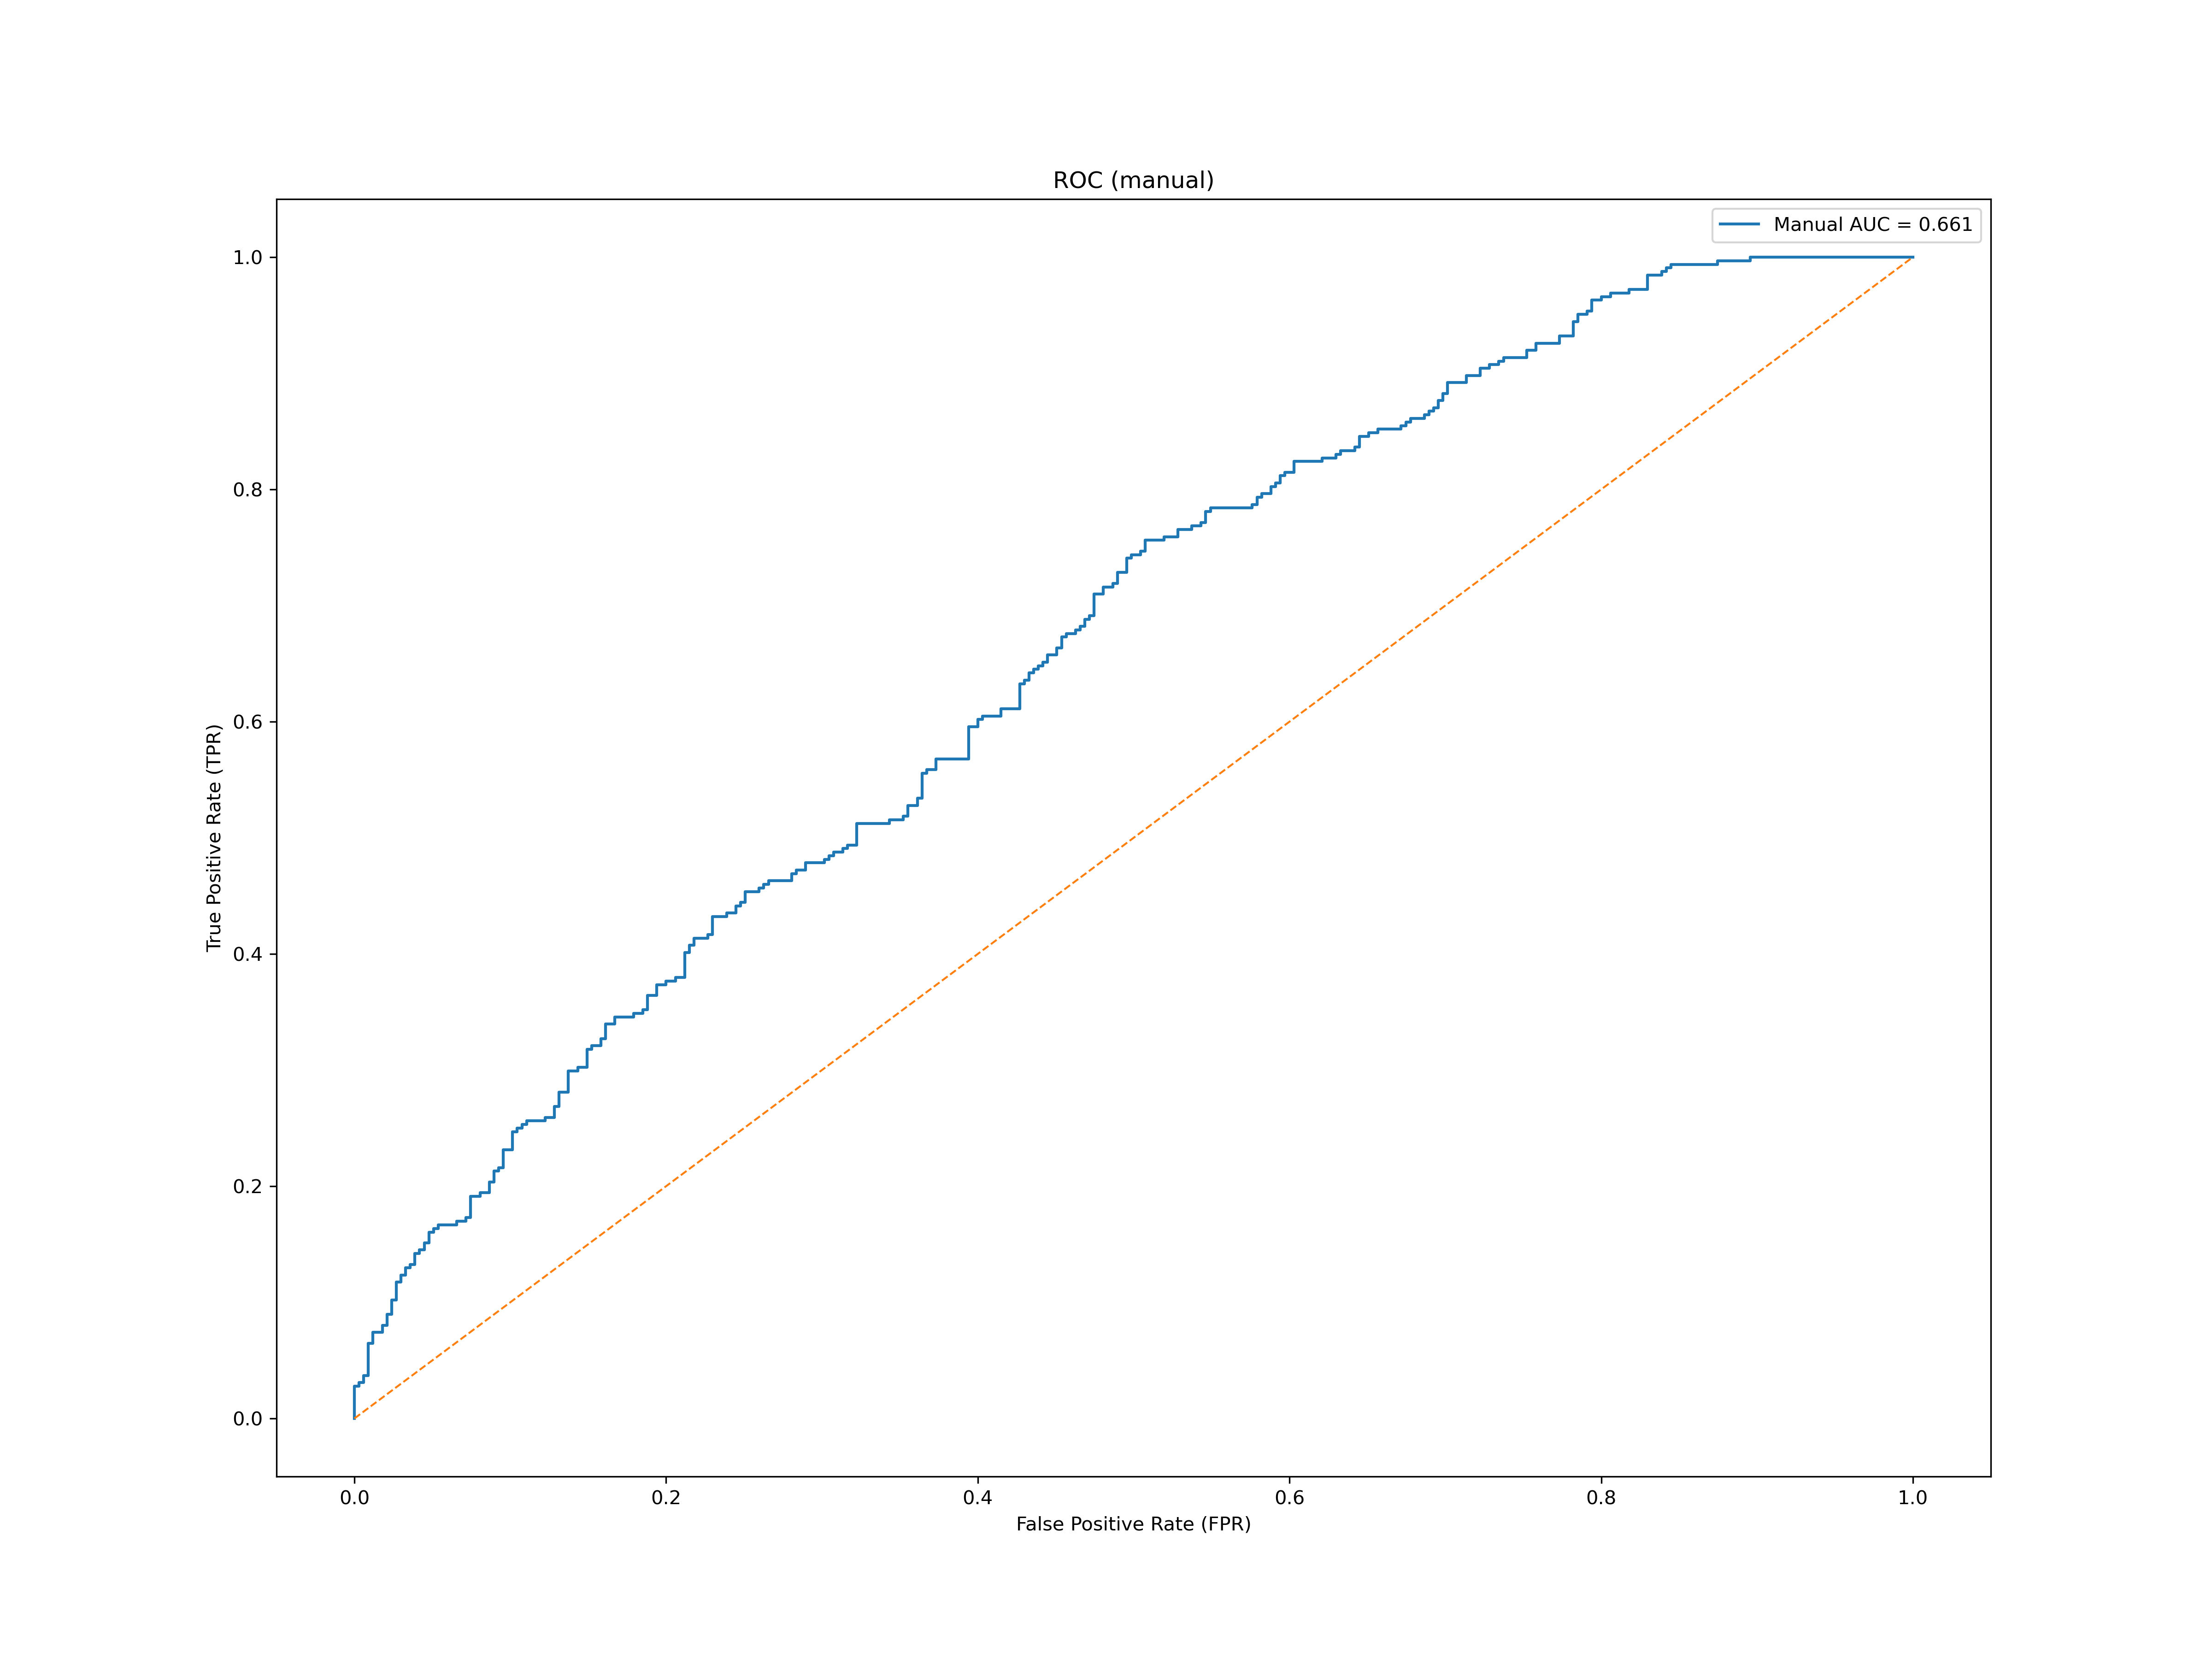 ROC (manual)
Manual AUC = 0.661
1.0
0.8
0.6
0.4
0.2
0.0
True Positive Rate (TPR)
0.0 0.2 0.4 0.6 0.8 1.0
False Positive Rate (FPR)